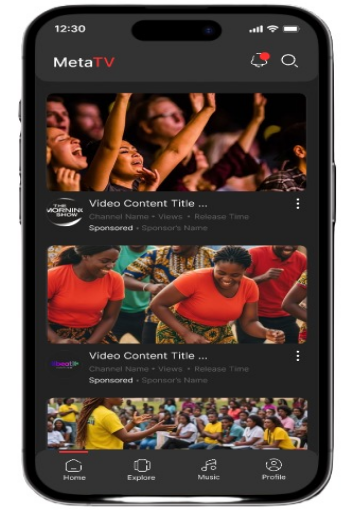 12:30
MetaTV
THE
MORNING
SHOW
Video Content Title ...
Channel Name • Views • Release Time
Sponsored • Sponsor's Name
Video Content Title ...
Channel Name • Views • Release Time
Sponsored • Sponsor's Name
Home
Explore
Music
Profile